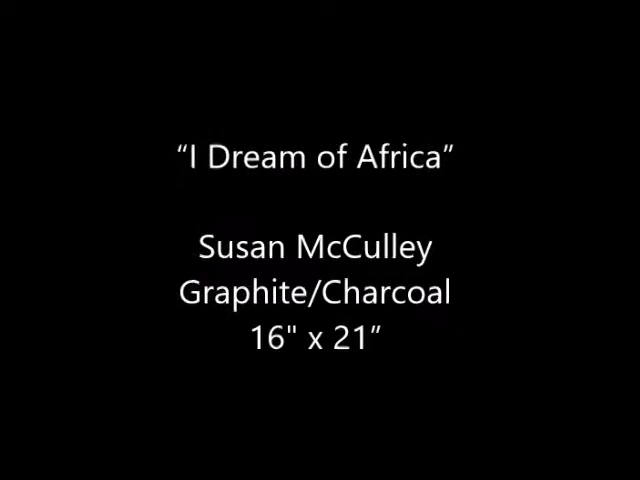 “I Dream of Africa”
Susan McCulley
Graphite/Charcoal
16" x 21”